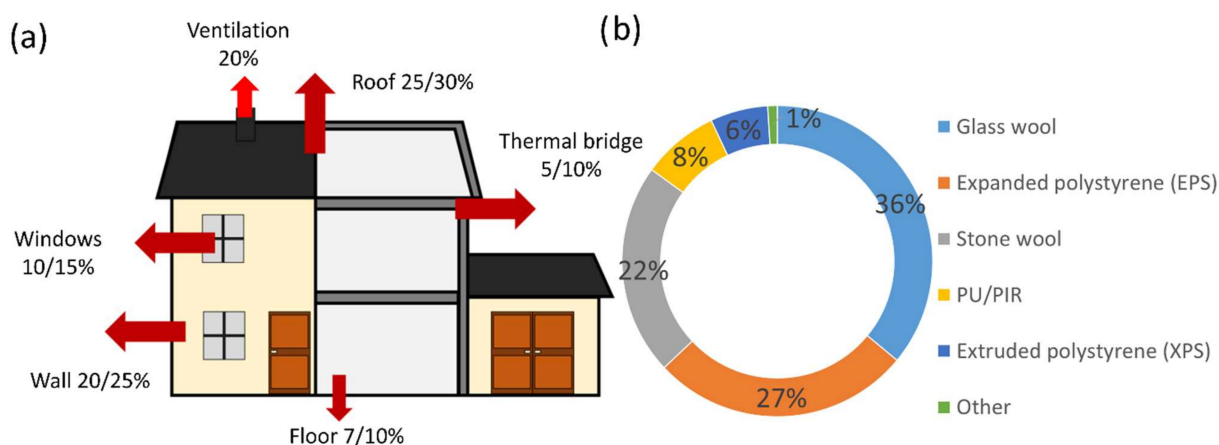 (a)
Ventilation
20%
Roof 25/30%
Thermal bridge
5/10%
Windows
10/15%
Wall 20/25%
Floor 7/10%
(b)
1%
6%
8%
36%
22%
27%
Glass wool
Expanded polystyrene (EPS)
Stone wool
PU/PIR
Extruded polystyrene (XPS)
Other